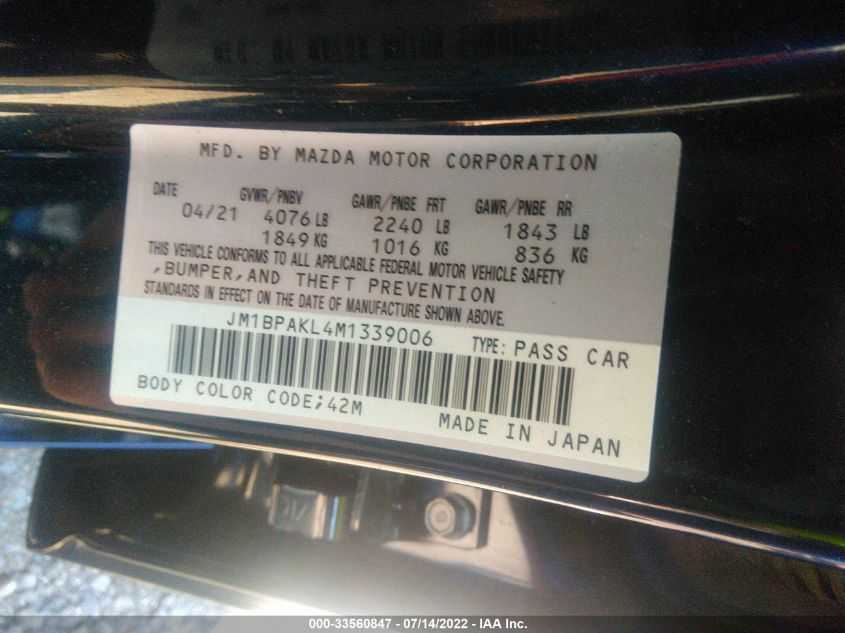 MFD. BY MAZDA MOTOR CORPORATION
DATE GVWR/PNBV GAWR/PNBE FRT GAWR/PNBE RR
04/21 4076 LB 2240 LB 1843 LB
1849 KG 1016 KG 836 KG
THIS VEHICLE CONFORMS TO ALL APPLICABLE FEDERAL MOTOR VEHICLE SAFETY
,BUMPER,AND THEFT PREVENTION
STANDARDS IN EFFECT ON THE DATE OF MANUFACTURE SHOWN ABOVE.
JM1BPAKL4M1339006 TYPE: PASS CAR
BODY COLOR CODE;42M
MADE IN JAPAN
000-33560847 - 07/14/2022 - IAA Inc.